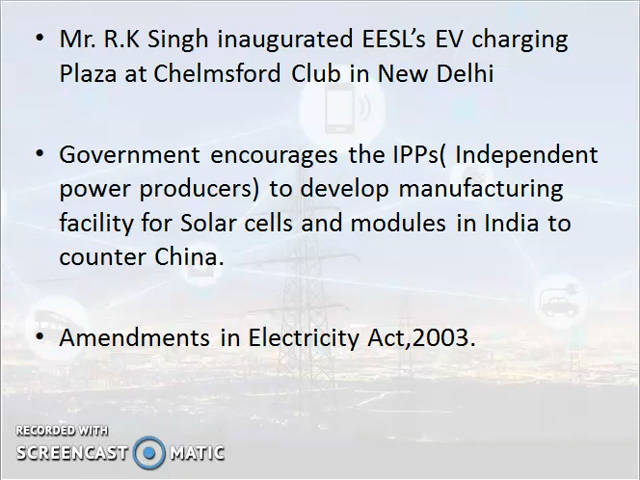 • Mr. R.K Singh inaugurated EESL’s EV charging
Plaza at Chelmsford Club in New Delhi
• Government encourages the IPPs( Independent
power producers) to develop manufacturing
facility for Solar cells and modules in India to
counter China.
• Amendments in Electricity Act,2003.
RECORDED WITH
SCREENCAST MATIC